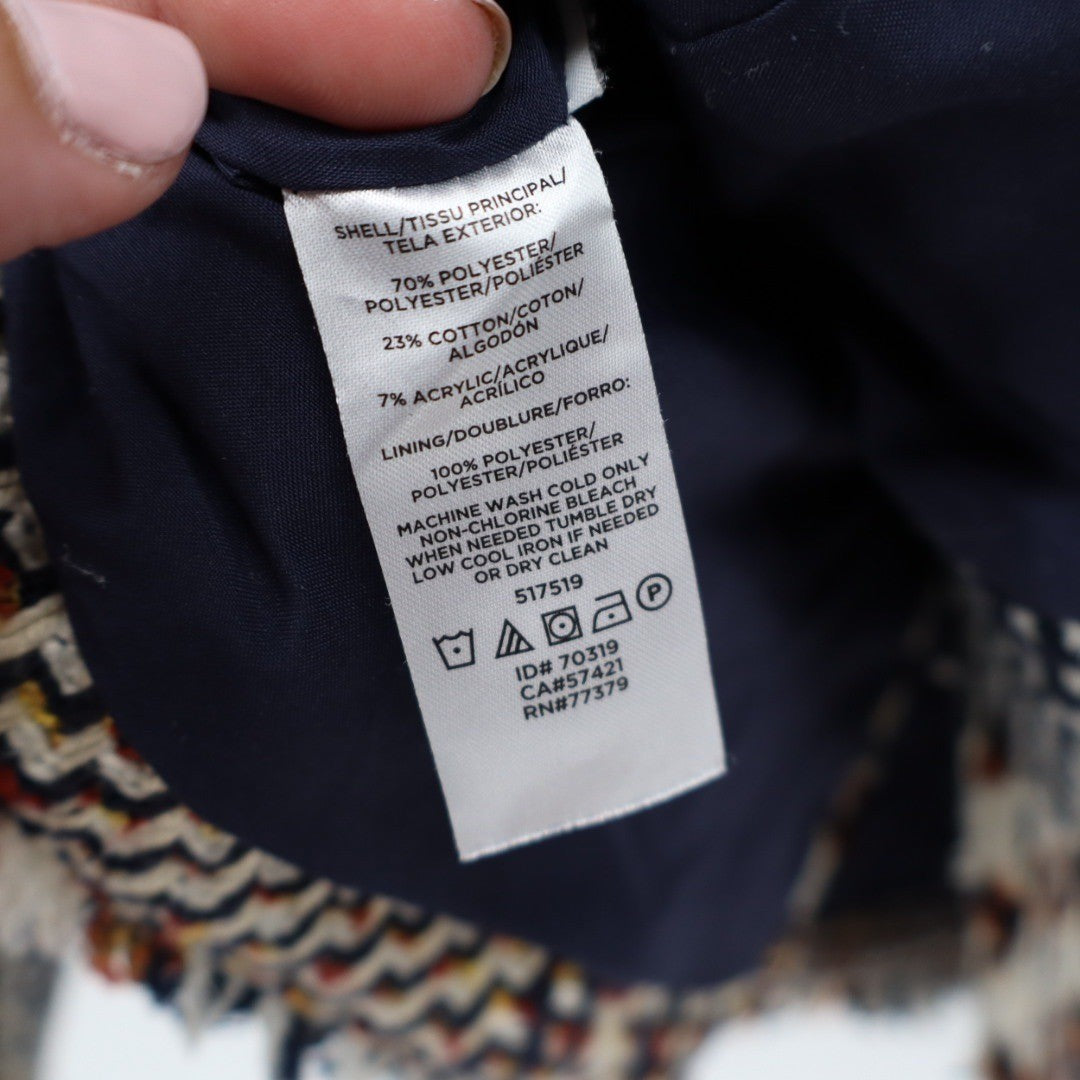 SHELL/TISSU PRINCIPAL/
TELA EXTERIOR:
70% POLYESTER/
POLYESTER/POLIÉSTER
23% COTTON/COTON/
ALGODÓN
7% ACRYLIC/ACRYLIQUE/
ACRÍLICO
LINING/DOUBLURE/FORRO:
100% POLYESTER/
POLYESTER/POLIÉSTER
MACHINE WASH COLD ONLY
NON-CHLORINE BLEACH
WHEN NEEDED TUMBLE DRY
LOW COOL IRON IF NEEDED
OR DRY CLEAN
517519
P
ID# 70319
CA#57421
RN#77379